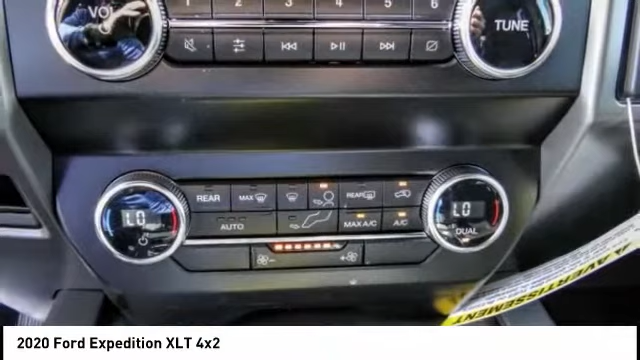 VOL
1 2 3 4 5 6
TUNE
REAR MAX REAR
LO LO
AUTO MAX A/C A/C
DUAL
AVERTISSEMENT
2020 Ford Expedition XLT 4x2